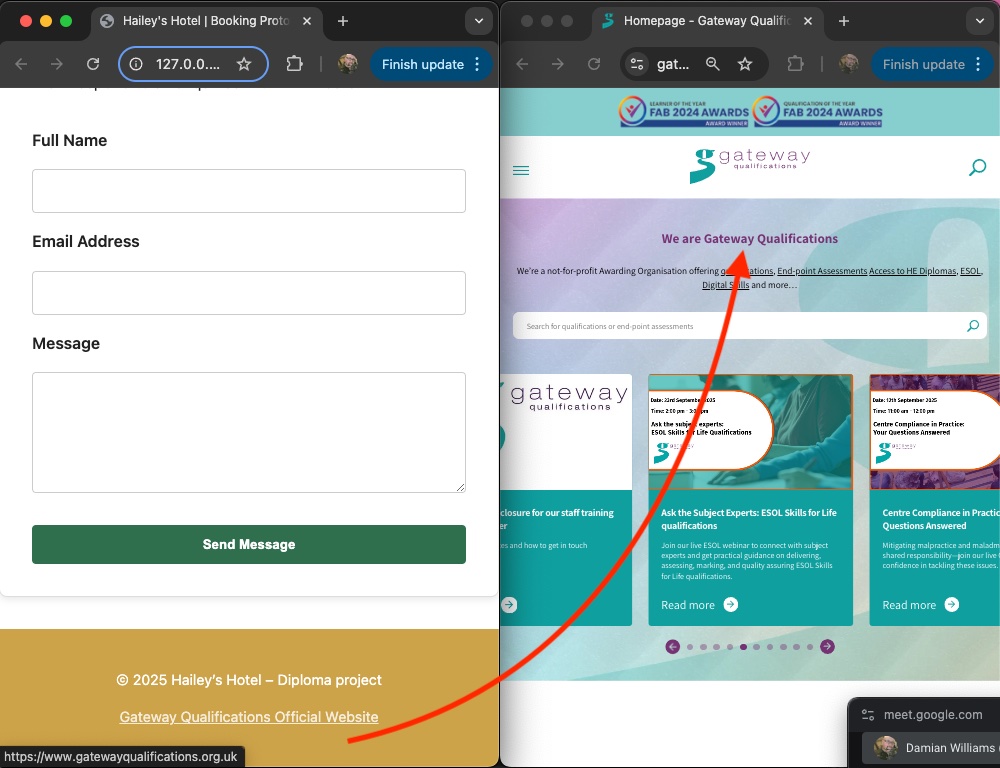 Hailey's Hotel | Booking Proto
127.0.0....
Finish update
Full Name
Email Address
Message
Send Message
© 2025 Hailey's Hotel – Diploma project
Gateway Qualifications Official Website
https://www.gatewayqualifications.org.uk
Homepage - Gateway Qualific
gat...
Finish update
LEARNER OF THE YEAR
FAB 2024 AWARDS
AWARD WINNER
QUALIFICATION OF THE YEAR
FAB 2024 AWARDS
AWARD WINNER
gateway
qualifications
We are Gateway Qualifications
We're a not-for-profit Awarding Organisation offering qualifications, End-point Assessments Access to HE Diplomas, ESOL,
Digital Skills and more…
Search for qualifications or end-point assessments
gateway
qualifications
closure for our staff training
er
es and how to get in touch
Date: 23rd September 2025
Time: 2:00 pm - 3:00 pm
Ask the subject experts:
ESOL Skills for Life Qualifications
Ask the Subject Experts: ESOL Skills for Life
qualifications
Join our live ESOL webinar to connect with subject
experts and get practical guidance on delivering,
assessing, marking, and quality assuring ESOL Skills
for Life qualifications.
Read more
Date: 12th September 2025
Time: 11:00 am - 12:00 pm
Centre Compliance in Practice:
Your Questions Answered
Centre Compliance in Practic
Questions Answered
Mitigating malpractice and maladm
shared responsibility—join our live
confidence in tackling these issues.
Read more
meet.google.com
Damian Williams